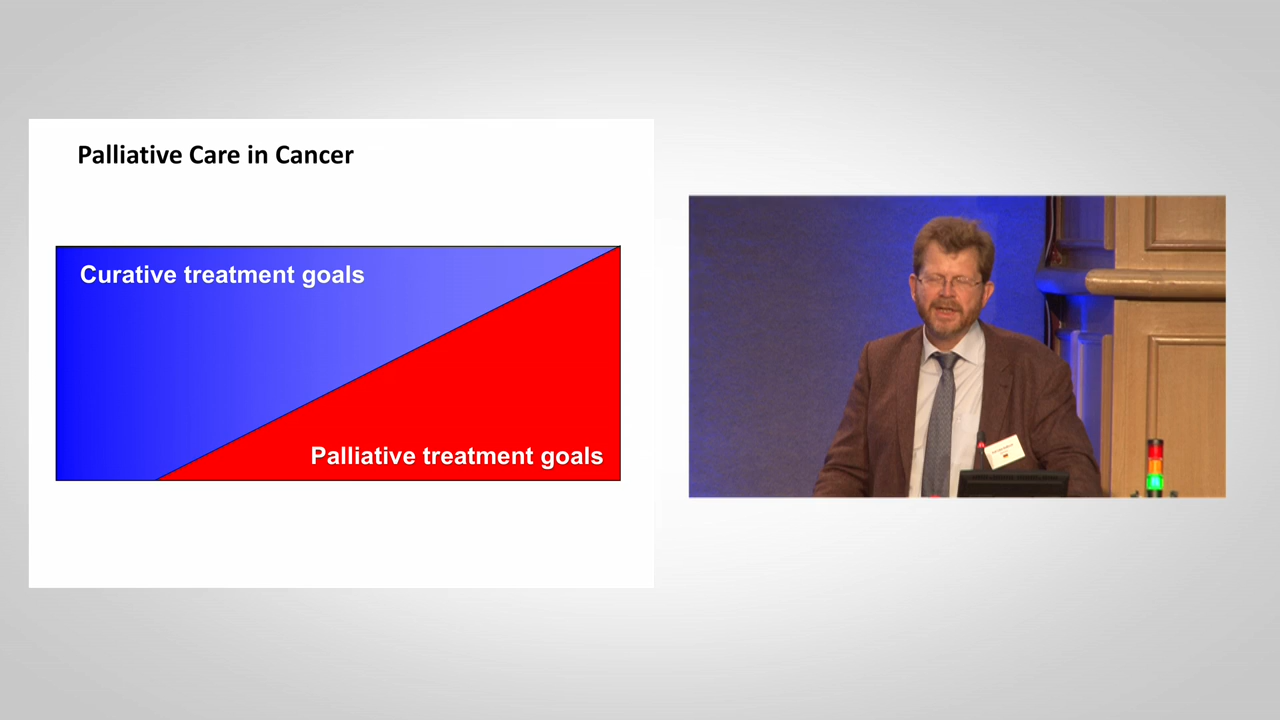 Palliative Care in Cancer
Curative treatment goals
Palliative treatment goals